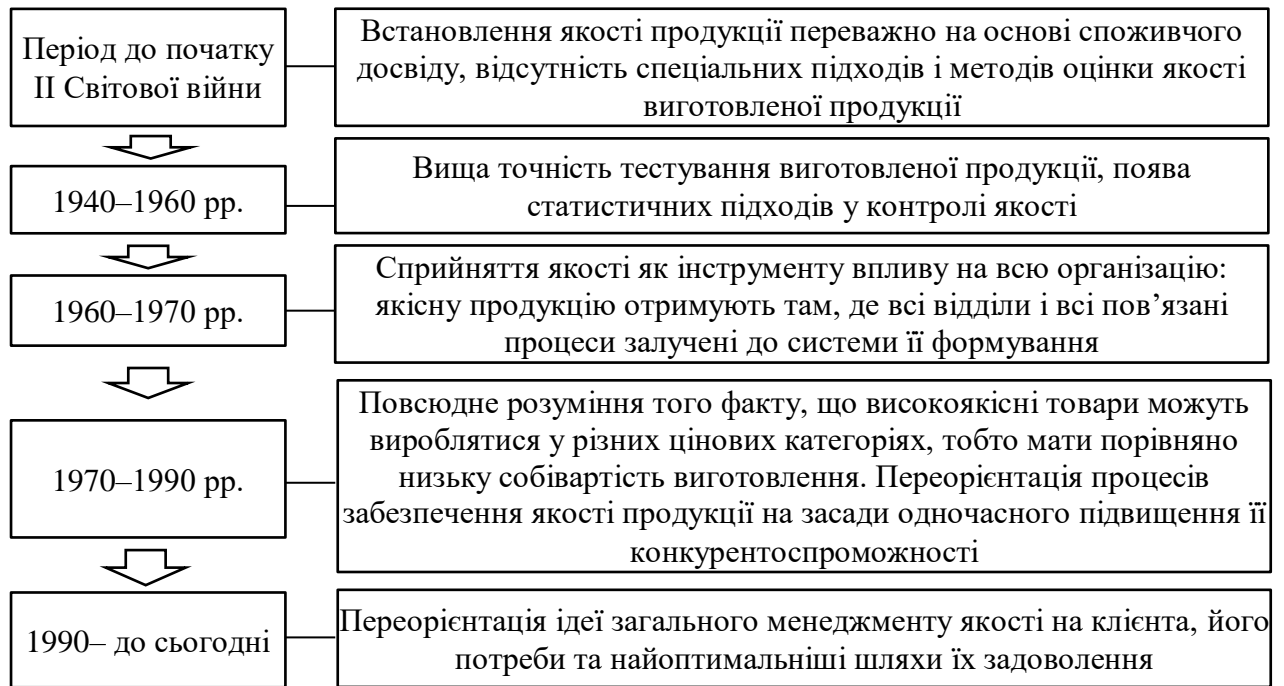 Період до початку
ІІ Світової війни
Встановлення якості продукції переважно на основі споживчого
досвіду, відсутність спеціальних підходів і методів оцінки якості
виготовленої продукції
1940–1960 рр.
Вища точність тестування виготовленої продукції, поява
статистичних підходів у контролі якості
1960–1970 рр.
Сприйняття якості як інструменту впливу на всю організацію:
якісну продукцію отримують там, де всі відділи і всі пов’язані
процеси залучені до системи її формування
1970–1990 рр.
Повсюдне розуміння того факту, що високоякісні товари можуть
вироблятися у різних цінових категоріях, тобто мати порівняно
низьку собівартість виготовлення. Переорієнтація процесів
забезпечення якості продукції на засади одночасного підвищення її
конкурентоспроможності
1990– до сьогодні
Переорієнтація ідеї загального менеджменту якості на клієнта, його
потреби та найоптимальніші шляхи їх задоволення